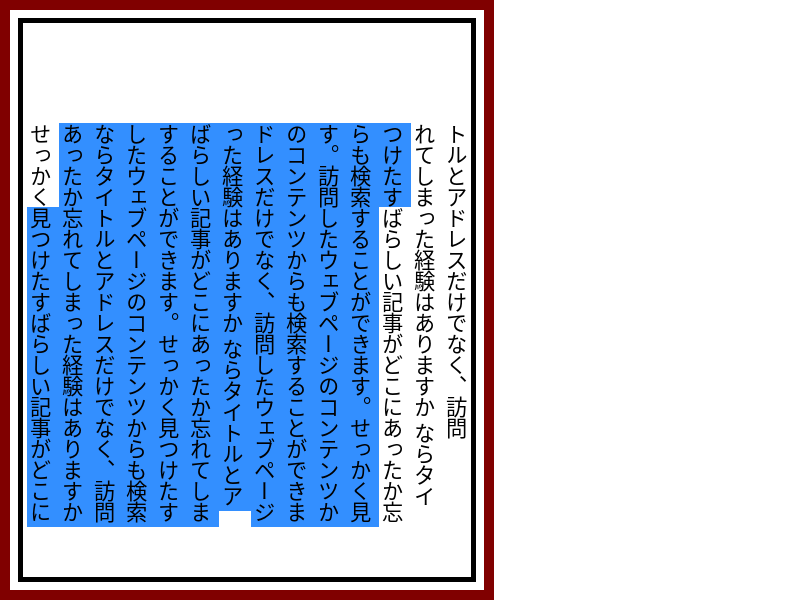 せっかく見つけたすばらしい記事がどこに
あったか忘れてしまった経験はありますか
ならタイトルとアドレスだけでなく、訪問
したウェブページのコンテンツからも検索
することができます。せっかく見つけたす
ばらしい記事がどこにあったか忘れてしま
った経験はありますか ならタイトルとア
ドレスだけでなく、訪問したウェブページ
のコンテンツからも検索することができま
す。訪問したウェブページのコンテンツか
らも検索することができます。せっかく見
つけたすばらしい記事がどこにあったか忘
れてしまった経験はありますか ならタイ
トルとアドレスだけでなく、訪問